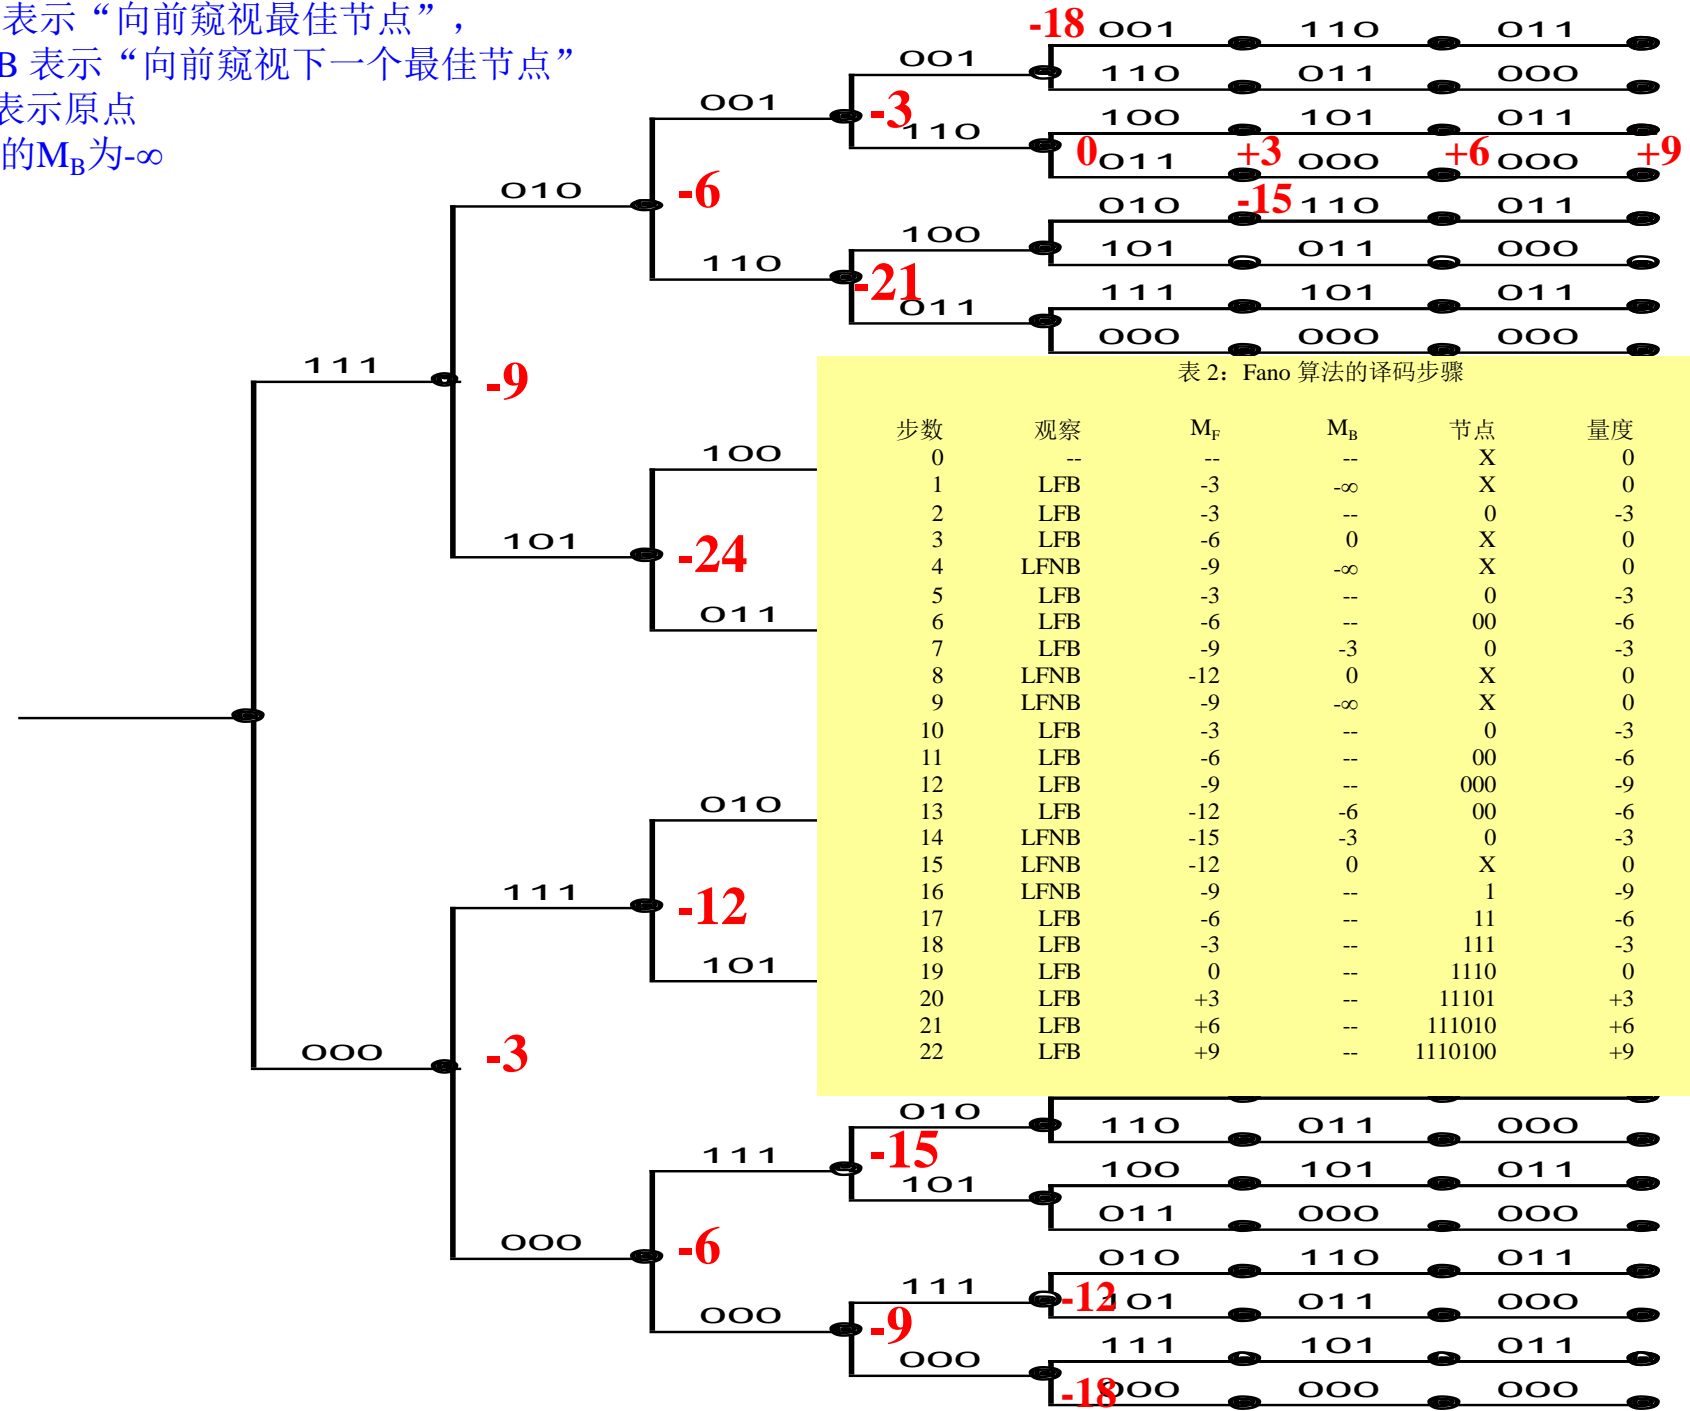 表示“向前窥视最佳节点”，
B 表示“向前窥视下一个最佳节点”
表示原点
的M_B为-∞
-18 001 110 011
001 110 011 000
001 -3 100 101 011
110 0 011 +3 000 +6 000 +9
010 -6 010 -15 110 011
100 101 011 000
110 -21 111 101 011
011 000 000 000
111 -9
100
101 -24
011
表 2：Fano 算法的译码步骤
步数 观察 M_F M_B 节点 量度
0 -- -- -- X 0
1 LFB -3 -∞ X 0
2 LFB -3 -- 0 -3
3 LFB -6 0 X 0
4 LFNB -9 -∞ X 0
5 LFB -3 -- 0 -3
6 LFB -6 -- 00 -6
7 LFB -9 -3 0 -3
8 LFNB -12 0 X 0
9 LFNB -9 -∞ X 0
10 LFB -3 -- 0 -3
11 LFB -6 -- 00 -6
12 LFB -9 -- 000 -9
13 LFB -12 -6 00 -6
14 LFNB -15 -3 0 -3
15 LFNB -12 0 X 0
16 LFNB -9 -- 1 -9
17 LFB -6 -- 11 -6
18 LFB -3 -- 111 -3
19 LFB 0 -- 1110 0
20 LFB +3 -- 11101 +3
21 LFB +6 -- 111010 +6
22 LFB +9 -- 1110100 +9
010
111 -12
101
000 -3
010 110 011 000
111 -15 100 101 011
101 011 000 000
000 -6 010 110 011
111 -12 101 011 000
000 -9 111 101 011
000 -18 000 000 000